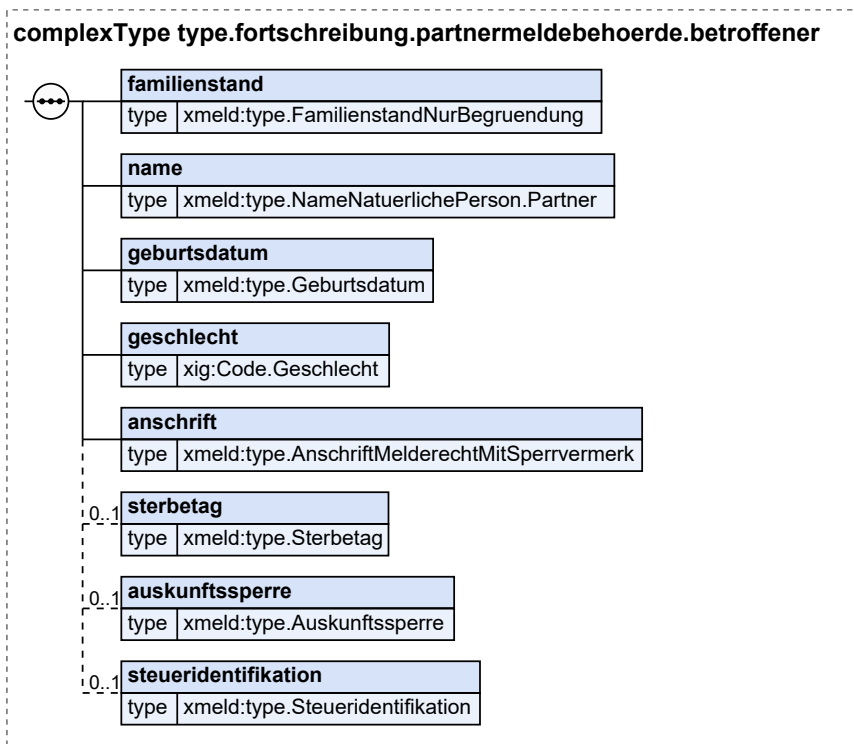 complexType type.fortschreibung.partnermeldebehoerde.betroffener
familienstand
type xmeld:type.FamilienstandNurBegruendung
name
type xmeld:type.NameNatuerlichePerson.Partner
geburtsdatum
type xmeld:type.Geburtsdatum
geschlecht
type xig:Code.Geschlecht
anschrift
type xmeld:type.AnschriftMelderechtMitSperrvermerk
0..1 sterbetag
type xmeld:type.Sterbetag
0..1 auskunftssperre
type xmeld:type.Auskunftssperre
0..1 steueridentifikation
type xmeld:type.Steueridentifikation